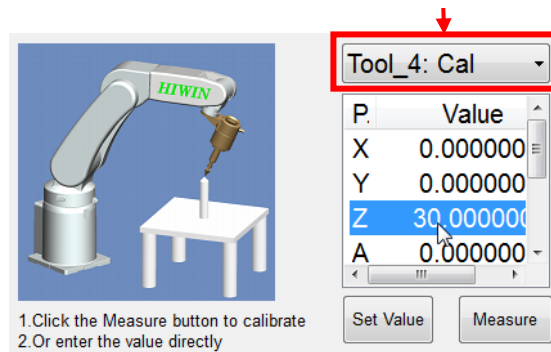 Tool_4: Cal
HIWIN
P. Value
X 0.000000
Y 0.000000
Z 30.000000
A 0.000000
1.Click the Measure button to calibrate
2.Or enter the value directly
Set Value Measure